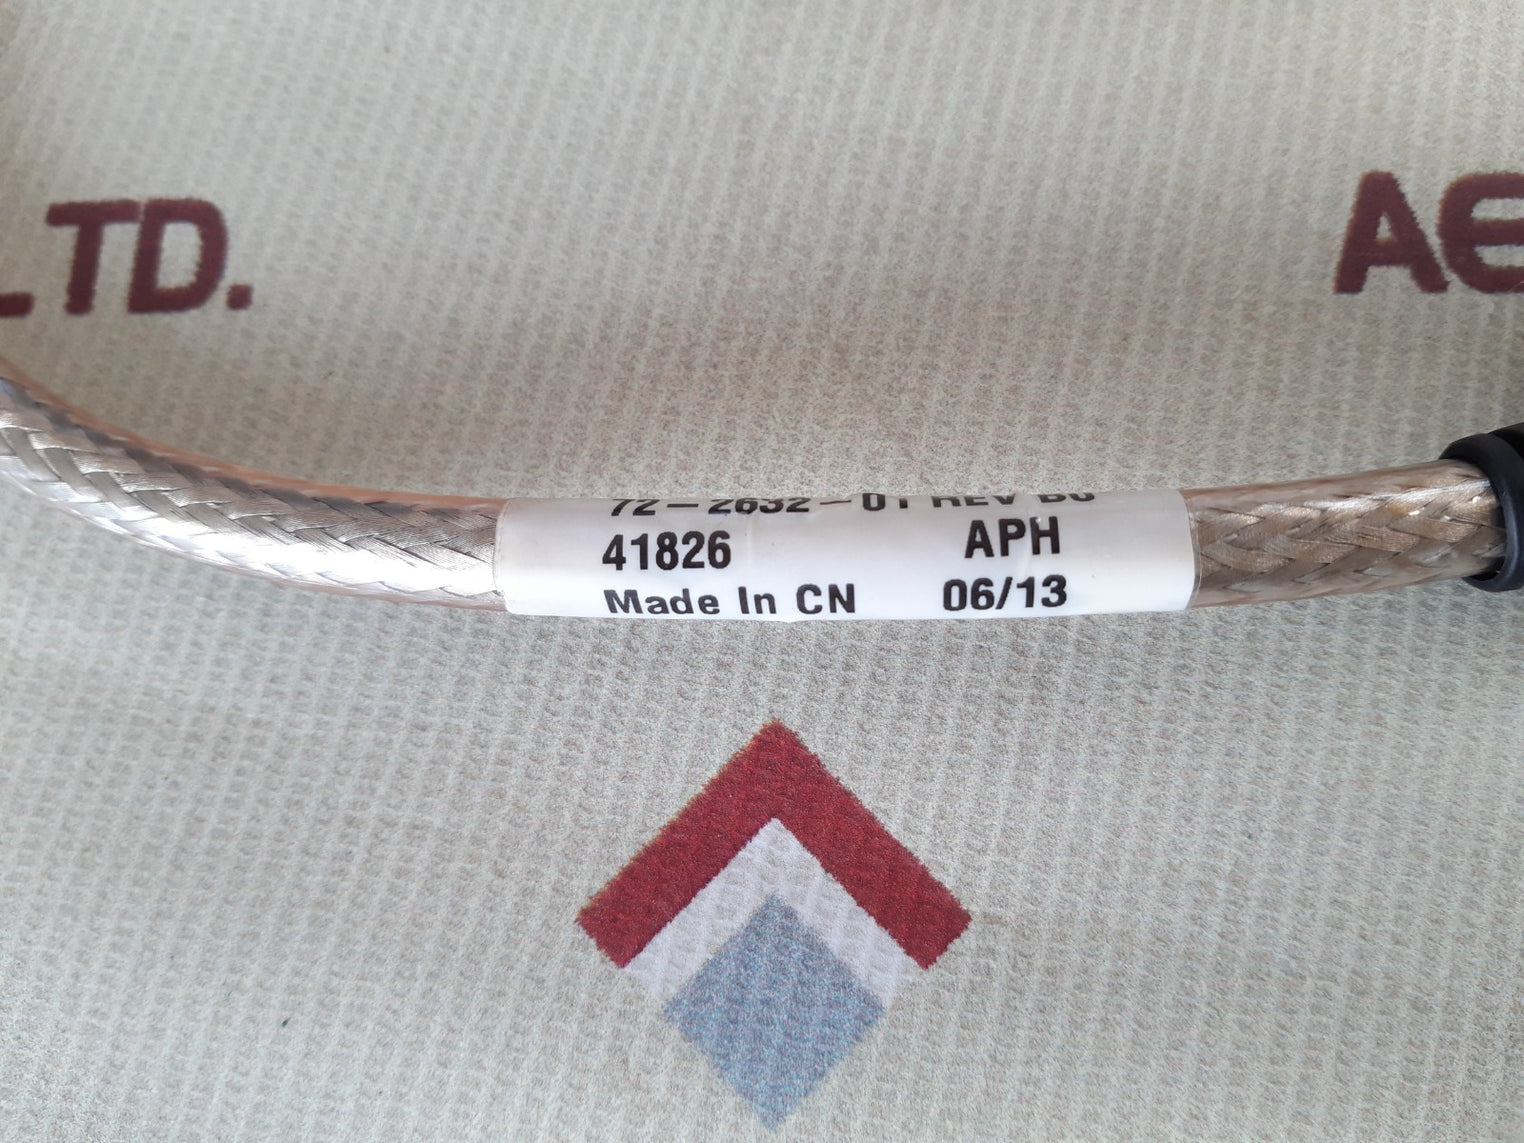 LTD.
AE
72-2632-01 REV B0
41826 APH
Made In CN 06/13